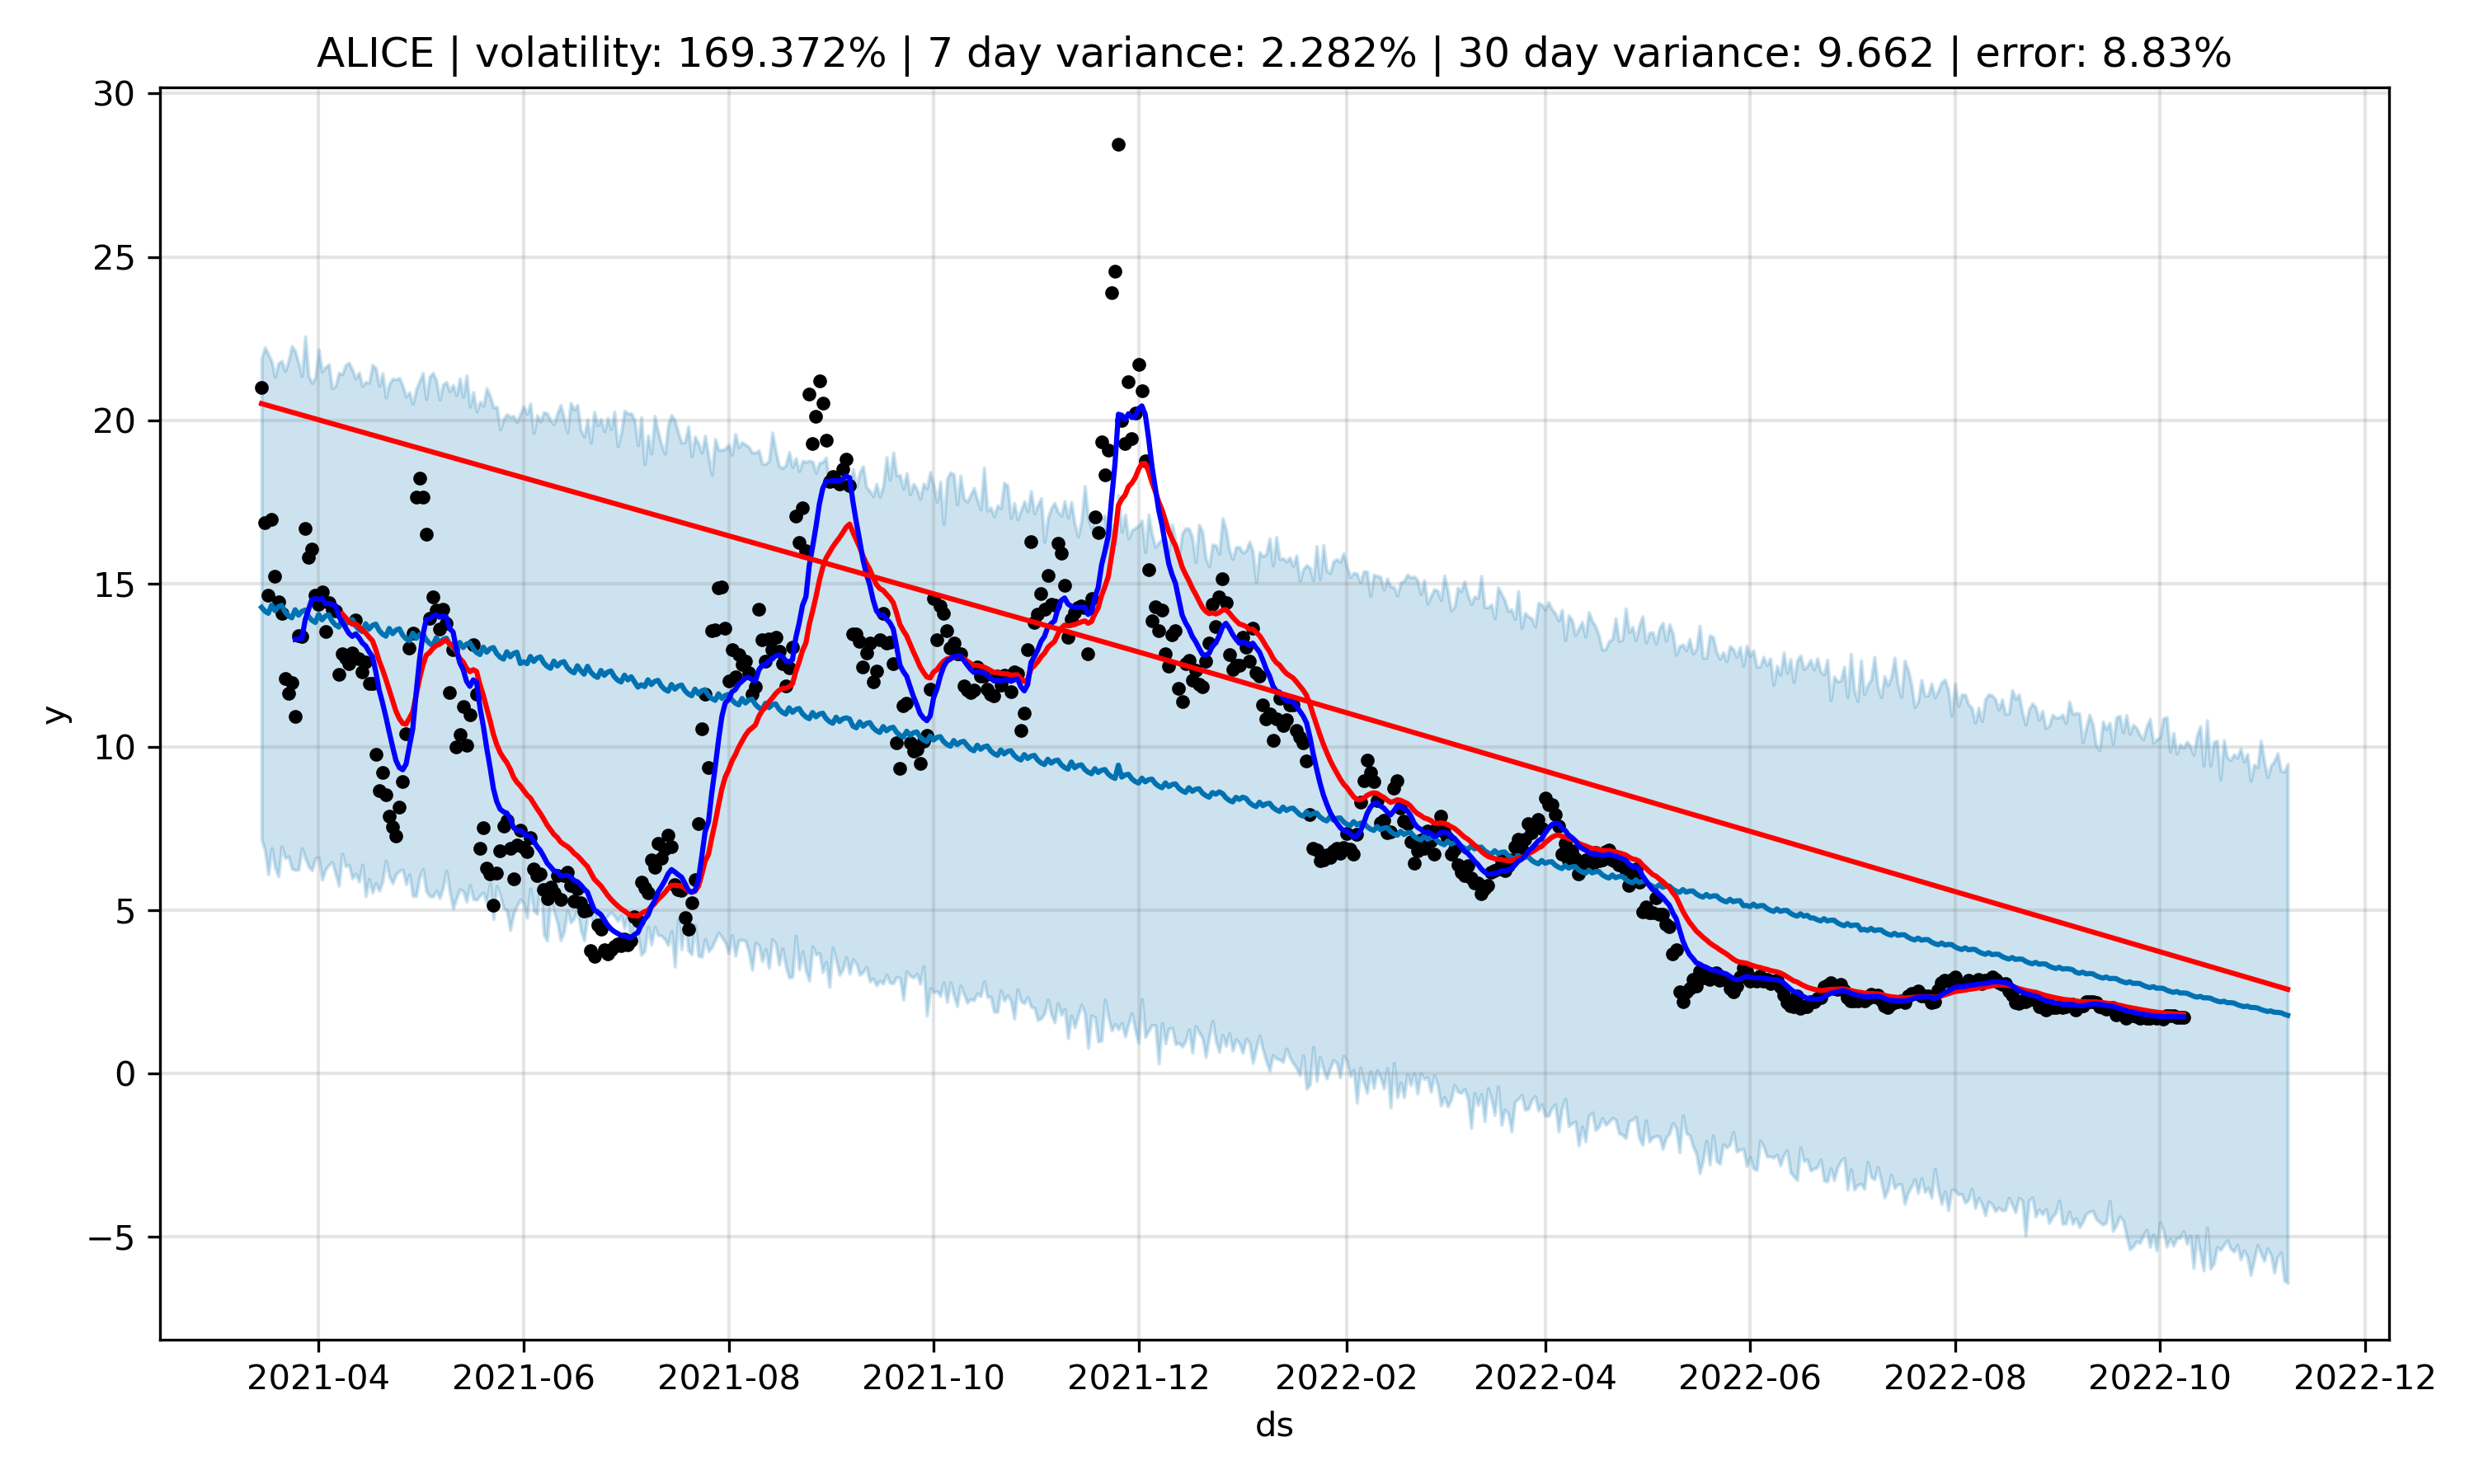 ALICE | volatility: 169.372% | 7 day variance: 2.282% | 30 day variance: 9.662 | error: 8.83%
30
25
20
15
10
5
0
−5
y
2021-04 2021-06 2021-08 2021-10 2021-12 2022-02 2022-04 2022-06 2022-08 2022-10 2022-12
ds